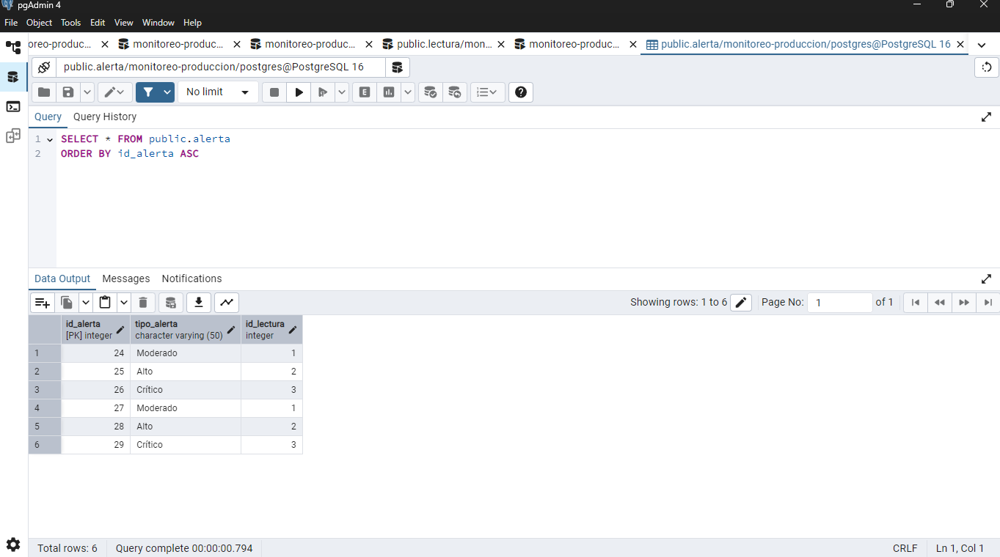 pgAdmin 4
File Object Tools Edit View Window Help
oreo-produc... monitoreo-produc... monitoreo-produc... public.lectura/mon... monitoreo-produc... public.alerta/monitoreo-produccion/postgres@PostgreSQL 16
public.alerta/monitoreo-produccion/postgres@PostgreSQL 16
No limit E
Query Query History
1 SELECT * FROM public.alerta
2 ORDER BY id_alerta ASC
Data Output Messages Notifications
Showing rows: 1 to 6 Page No: 1 of 1
id_alerta tipo_alerta id_lectura
[PK] integer character varying (50) integer
1 24 Moderado 1
2 25 Alto 2
3 26 Crítico 3
4 27 Moderado 1
5 28 Alto 2
6 29 Crítico 3
Total rows: 6 Query complete 00:00:00.794 CRLF Ln 1, Col 1